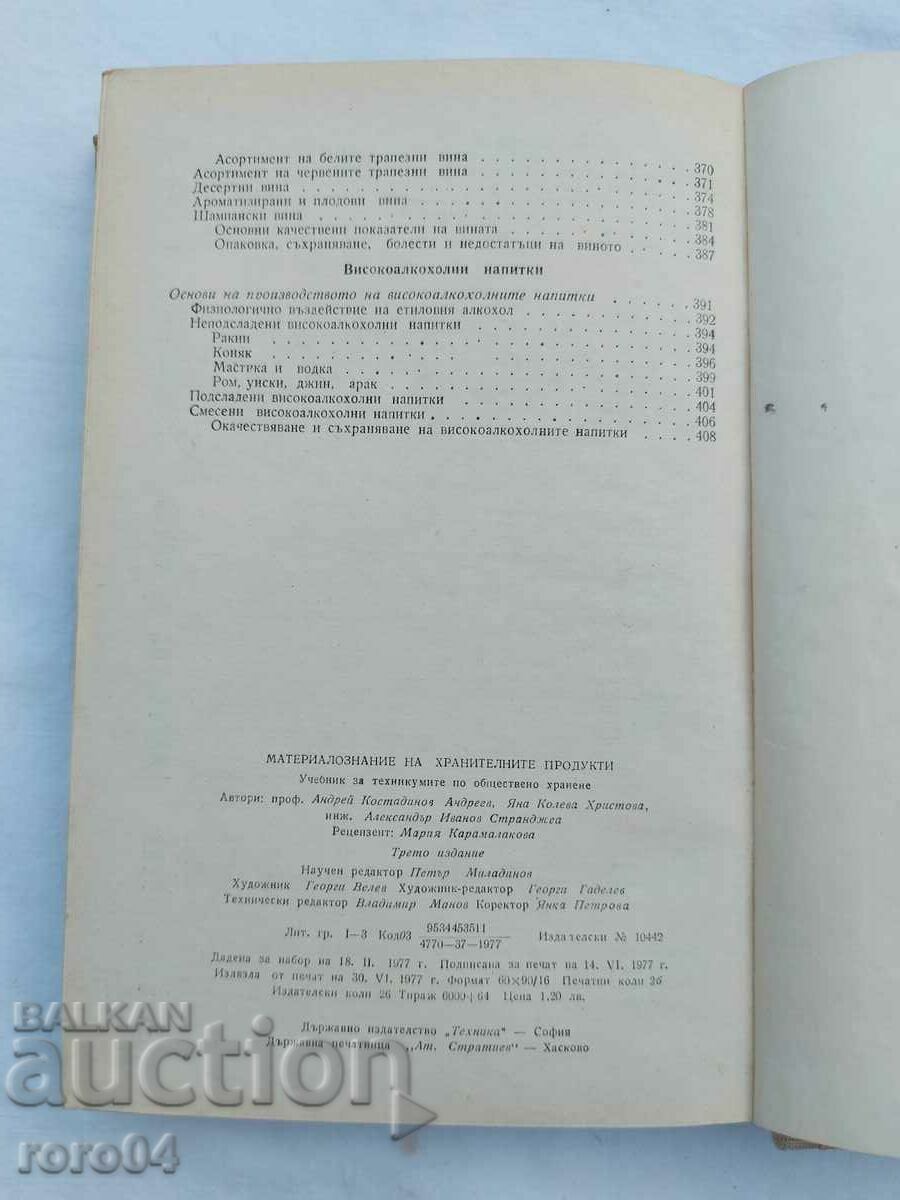 Асортимент на белите трапезни вина . . . . . . . . . . . . 370
Асортимент на червените трапезни вина . . . . . . . . . . . . 371
Десертни вина . . . . . . . . . . . . 374
Ароматизирани и плодови вина . . . . . . . . . . . . 378
Шампански вина . . . . . . . . . . . . 381
Основни качествени показатели на вината . . . . . . . . . . 384
Опаковка, съхраняване, болести и недостатъци на виното . . . . 387
Високоалкохолни напитки
Основи на производството на високоалкохолните напитки . . . . . 391
Физиологично въздействие на етиловия алкохол . . . . . . . . . 392
Неподсладени високоалкохолни напитки . . . . . . . . . . . . 394
Ракии . . . . . . . . . . . . 394
Коняк . . . . . . . . . . . . 396
Мастика и водка . . . . . . . . . . . . 399
Ром, уиски, джин, арак . . . . . . . . . . . . 401
Подсладени високоалкохолни напитки . . . . . . . . . . . . 404
Смесени високоалкохолни напитки . . . . . . . . . . . . 406
Окачествяване и съхраняване на високоалкохолните напитки . . . . 408
МАТЕРИАЛОЗНАНИЕ НА ХРАНИТЕЛНИТЕ ПРОДУКТИ
Учебник за техникумите по обществено хранене
Автори: проф. Андрей Костадинов Андреев, Яна Колева Христова,
инж. Александър Иванов Странджев
Рецензент: Мария Карамалакова
Трето издание
Научен редактор Петър Миладинов
Художник Георги Велев Художник-редактор Георги Гаделев
Технически редактор Владимир Манов Коректор Янка Петрова
Лит. гр. I—3 Код 03 9534453511 Издателски № 10442
4770—37—1977
Дадена за набор на 18. II. 1977 г. Подписана за печат на 14. VI. 1977 г.
Излязла от печат на 30. VI. 1977 г. Формат 60×90/16 Печатни коли 26
Издателски коли 26 Тираж 6000+64 Цена 1,20 лв.
Държавно издателство „Техника“ — София
Държавна печатница „Ат. Стратиев“ — Хасково
BALKAN
auction
roro04